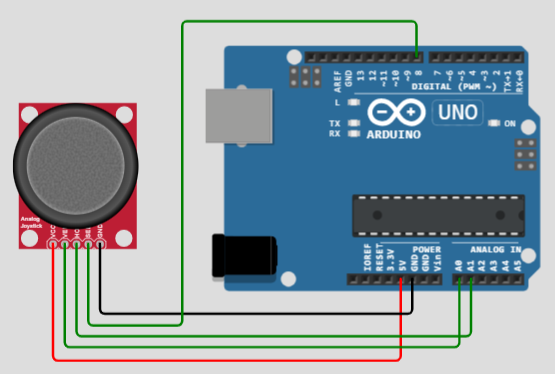 AREF
GND
13
12
~11
~10
~9
8
7
~6
~5
4
~3
2
TX→1
RX←0
DIGITAL (PWM ~)
L
TX
RX
ARDUINO
UNO
ON
Analog
Joystick
VCC
VERT
HORZ
SEL
GND
IOREF
RESET
3.3V
5V
GND
GND
Vin
POWER
ANALOG IN
A0
A1
A2
A3
A4
A5